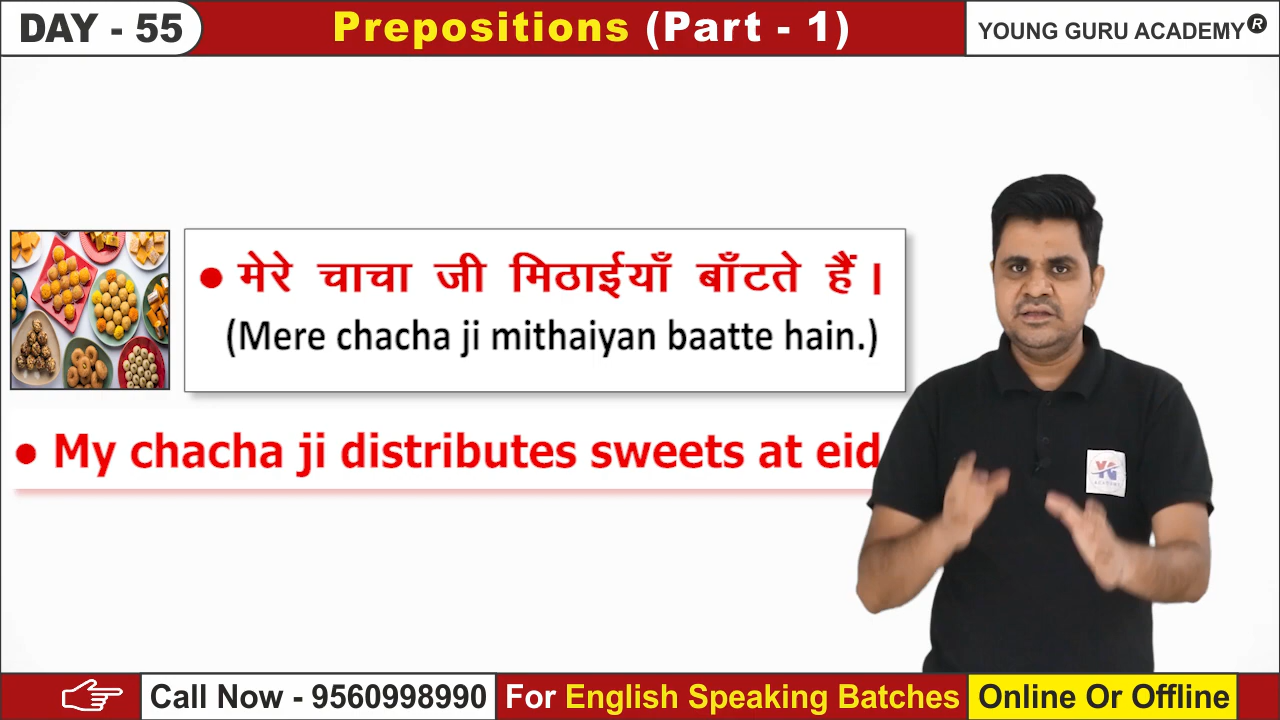 DAY - 55
Prepositions (Part - 1)
YOUNG GURU ACADEMY®
● मेरे चाचा जी मिठाईयाँ बाँटते हैं।
(Mere chacha ji mithaiyan baatte hain.)
● My chacha ji distributes sweets at eid
YG
Call Now - 9560998990 For English Speaking Batches Online Or Offline